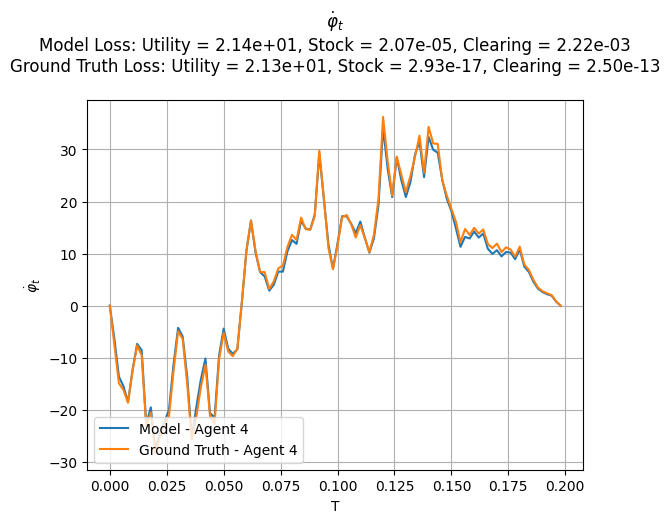 φ̇ₜ
Model Loss: Utility = 2.14e+01, Stock = 2.07e-05, Clearing = 2.22e-03
Ground Truth Loss: Utility = 2.13e+01, Stock = 2.93e-17, Clearing = 2.50e-13
30
20
10
0
−10
−20
−30
φ̇ₜ
Model - Agent 4
Ground Truth - Agent 4
0.000 0.025 0.050 0.075 0.100 0.125 0.150 0.175 0.200
T